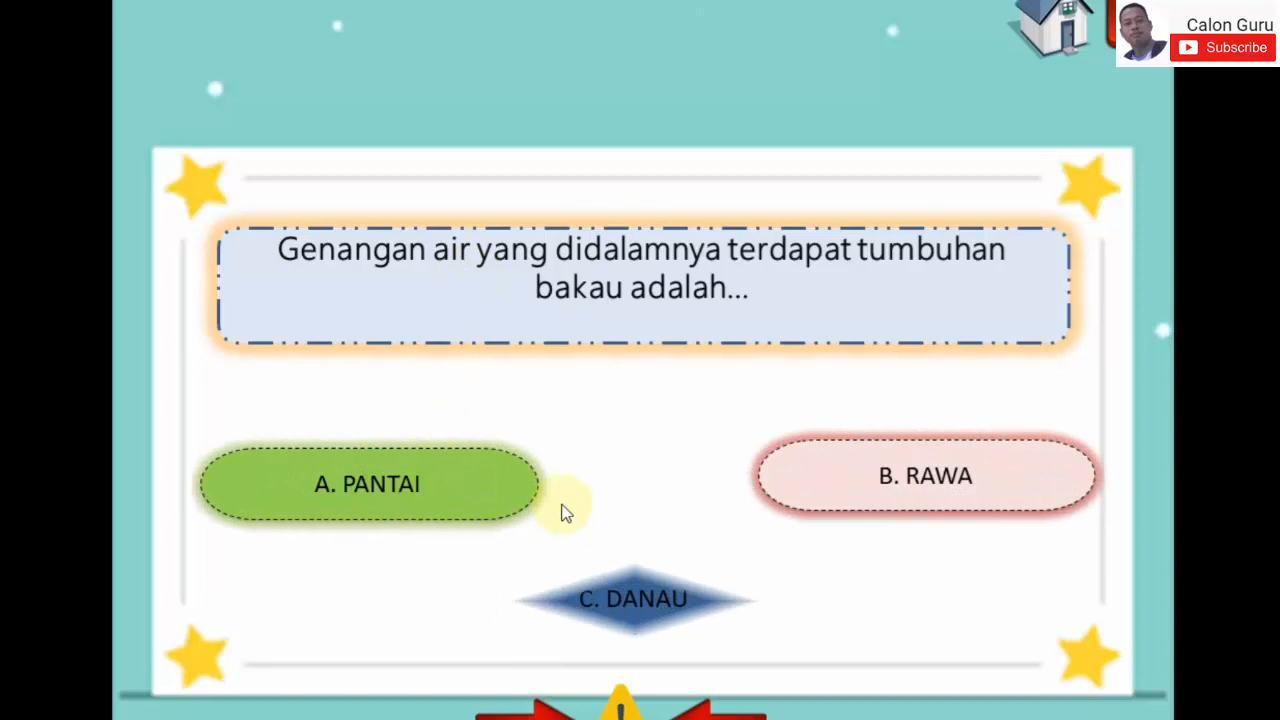 Calon Guru
Subscribe
Genangan air yang didalamnya terdapat tumbuhan
bakau adalah...
A. PANTAI
B. RAWA
C. DANAU
!